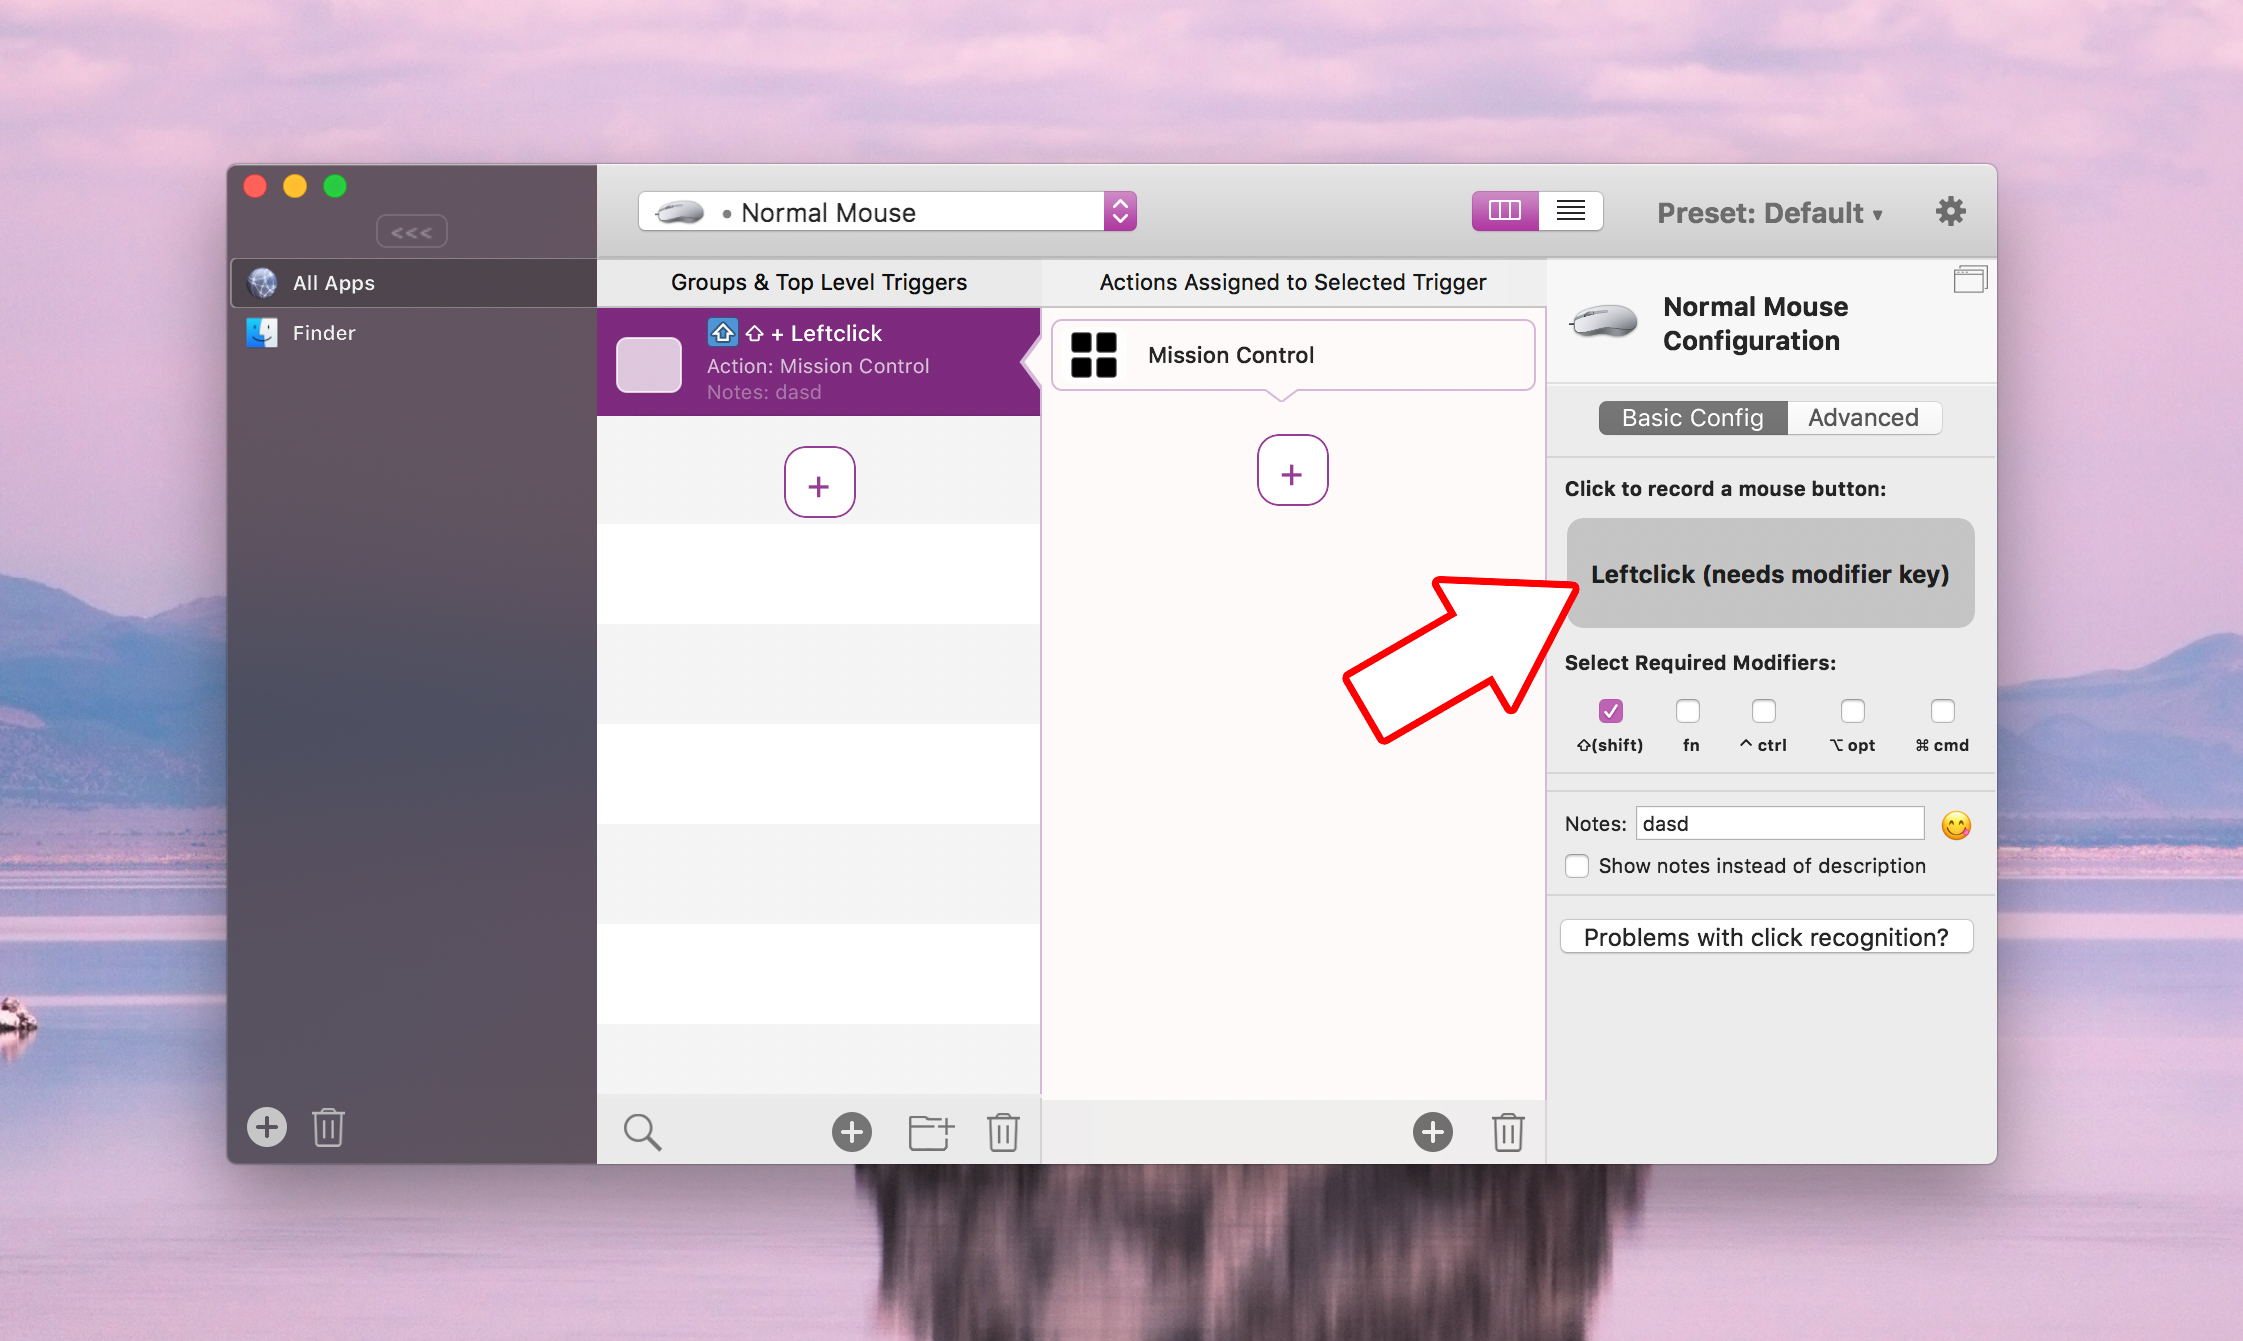 <<<
All Apps
Finder
• Normal Mouse
Preset: Default ▾
Groups & Top Level Triggers
⇧ + Leftclick
Action: Mission Control
Notes: dasd
+
Actions Assigned to Selected Trigger
Mission Control
+
Normal Mouse
Configuration
Basic Config
Advanced
Click to record a mouse button:
Leftclick (needs modifier key)
Select Required Modifiers:
⇧(shift) fn ^ ctrl ⌥ opt ⌘ cmd
Notes: dasd
Show notes instead of description
Problems with click recognition?